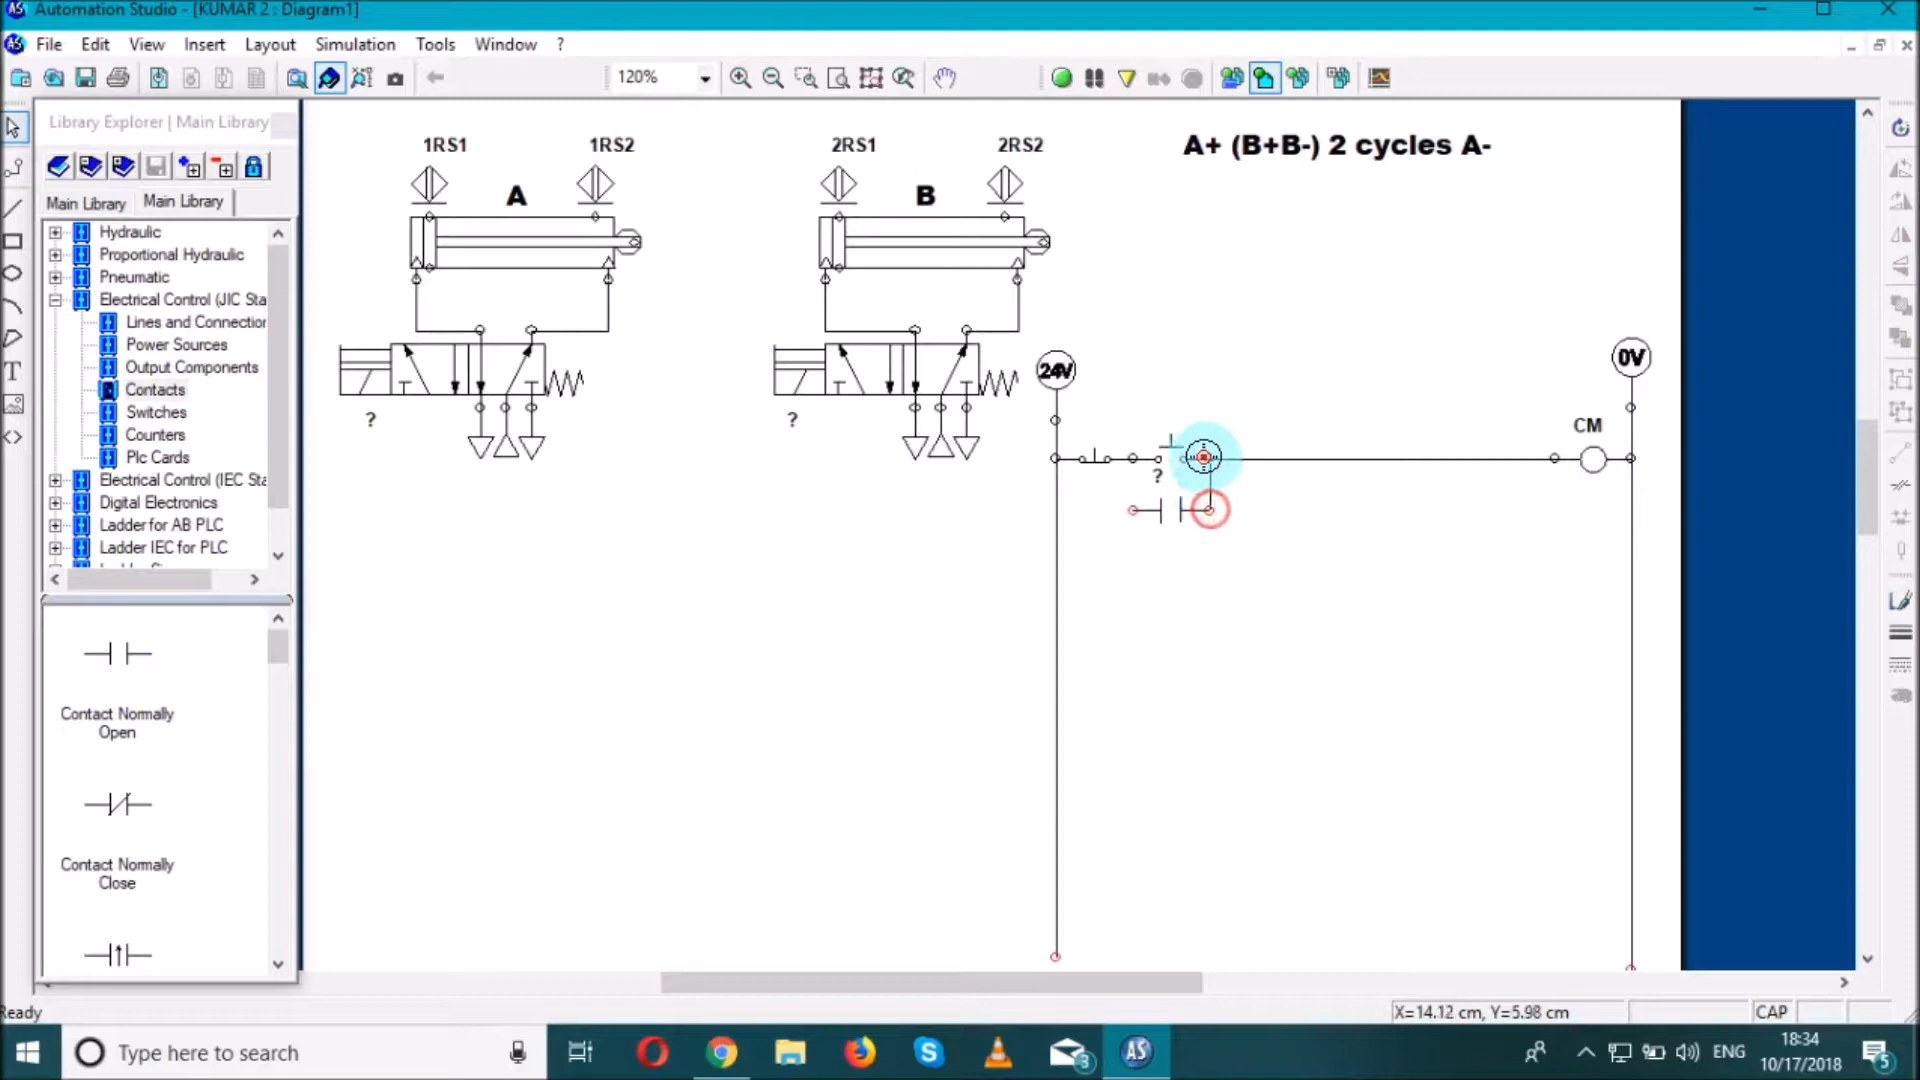 Automation Studio - [KUMAR 2 : Diagram1]
File Edit View Insert Layout Simulation Tools Window ?
120%
Library Explorer | Main Library
Main Library Main Library
Hydraulic
Proportional Hydraulic
Pneumatic
Electrical Control (JIC Sta
Lines and Connection
Power Sources
Output Components
Contacts
Switches
Counters
Plc Cards
Electrical Control (IEC Sta
Digital Electronics
Ladder for AB PLC
Ladder IEC for PLC
Contact Normally
Open
Contact Normally
Close
1RS1 1RS2 2RS1 2RS2 A+ (B+B-) 2 cycles A-
A B
24V 0V
? ?
CM
?
Ready
X=14.12 cm, Y=5.98 cm CAP
Type here to search
3
AS
ENG
18:34
10/17/2018
5